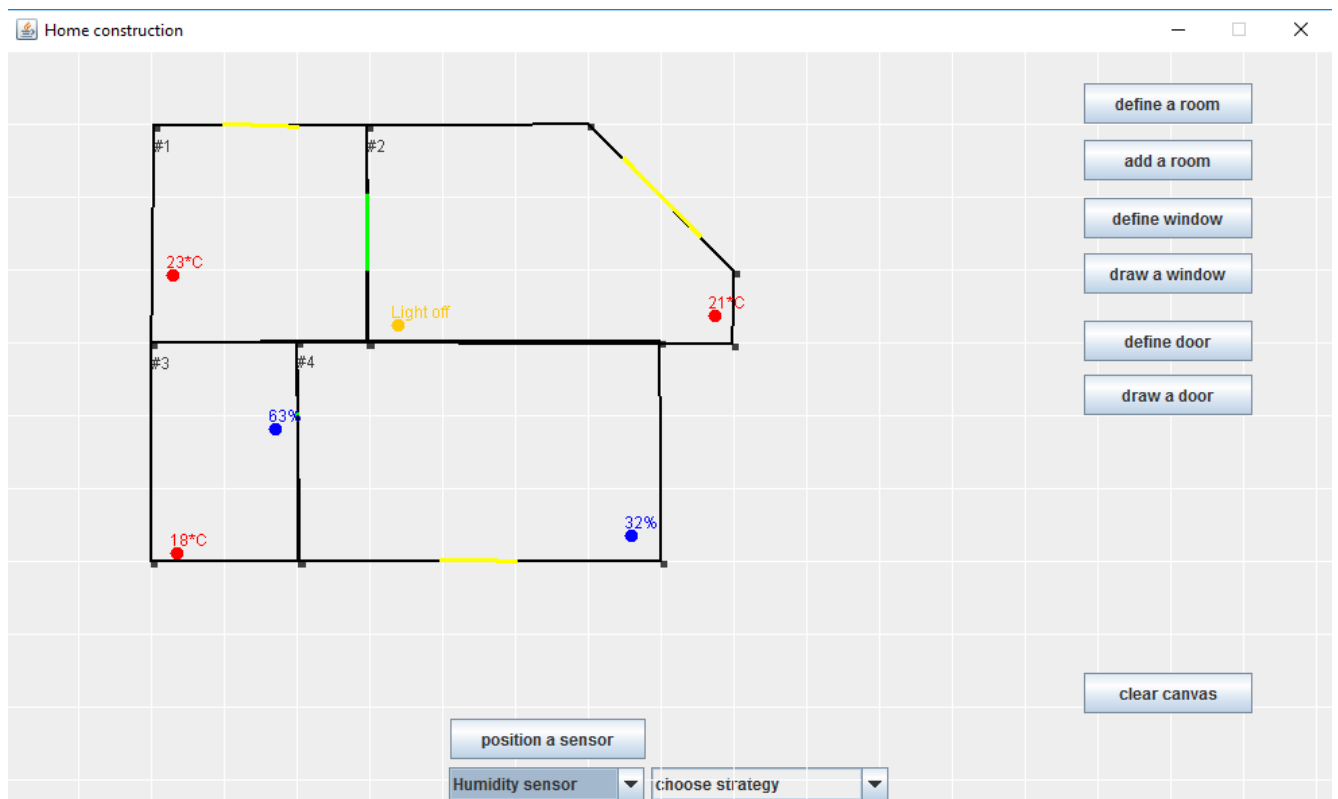 Home construction
define a room
#1
#2
add a room
define window
23*C
draw a window
21*C
Light off
define door
#3
#4
draw a door
63%
32%
18*C
clear canvas
position a sensor
Humidity sensor
choose strategy